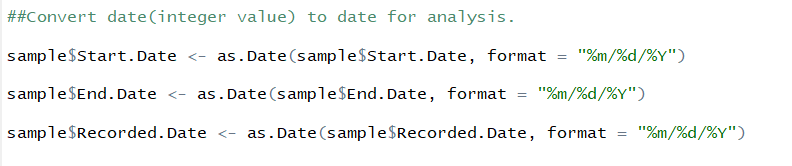 ##Convert date(integer value) to date for analysis.
sample$Start.Date <- as.Date(sample$Start.Date, format = "%m/%d/%Y")
sample$End.Date <- as.Date(sample$End.Date, format = "%m/%d/%Y")
sample$Recorded.Date <- as.Date(sample$Recorded.Date, format = "%m/%d/%Y")